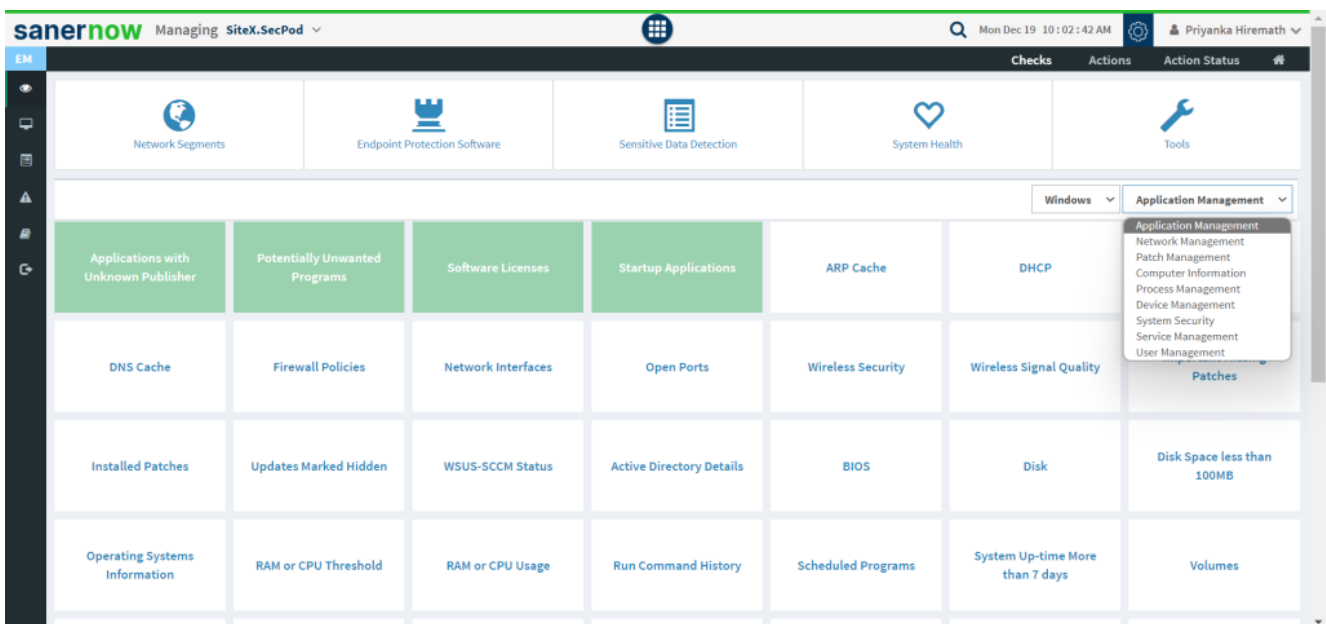 sanernow Managing SiteX.SecPod Mon Dec 19 10:02:42 AM Priyanka Hiremath
EM Checks Actions Action Status
Network Segments Endpoint Protection Software Sensitive Data Detection System Health Tools
Windows Application Management
Application Management
Network Management
Patch Management
Computer Information
Process Management
Device Management
System Security
Service Management
User Management
Applications with
Unknown Publisher
Potentially Unwanted
Programs
Software Licenses
Startup Applications
ARP Cache
DHCP
DNS Cache
Firewall Policies
Network Interfaces
Open Ports
Wireless Security
Wireless Signal Quality
Patches
Installed Patches
Updates Marked Hidden
WSUS-SCCM Status
Active Directory Details
BIOS
Disk
Disk Space less than
100MB
Operating Systems
Information
RAM or CPU Threshold
RAM or CPU Usage
Run Command History
Scheduled Programs
System Up-time More
than 7 days
Volumes